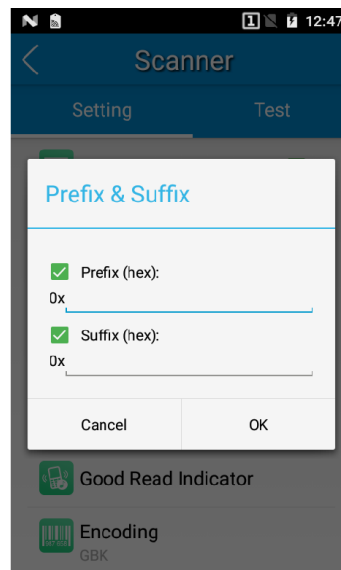 12:47
Scanner
Setting
Test
Prefix & Suffix
Prefix (hex):
0x
Suffix (hex):
0x
Cancel
OK
Good Read Indicator
Encoding
GBK